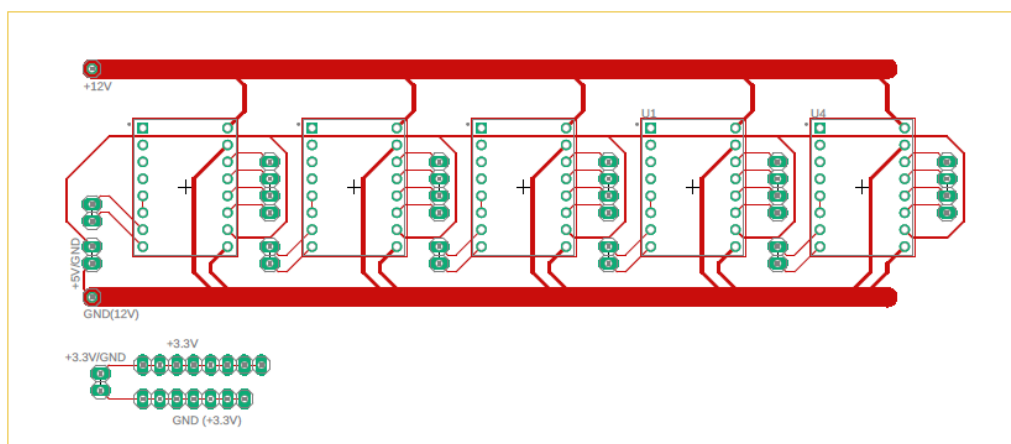 +12V
U1
U4
+5V/GND
GND(12V)
+3.3V
+3.3V/GND
GND (+3.3V)